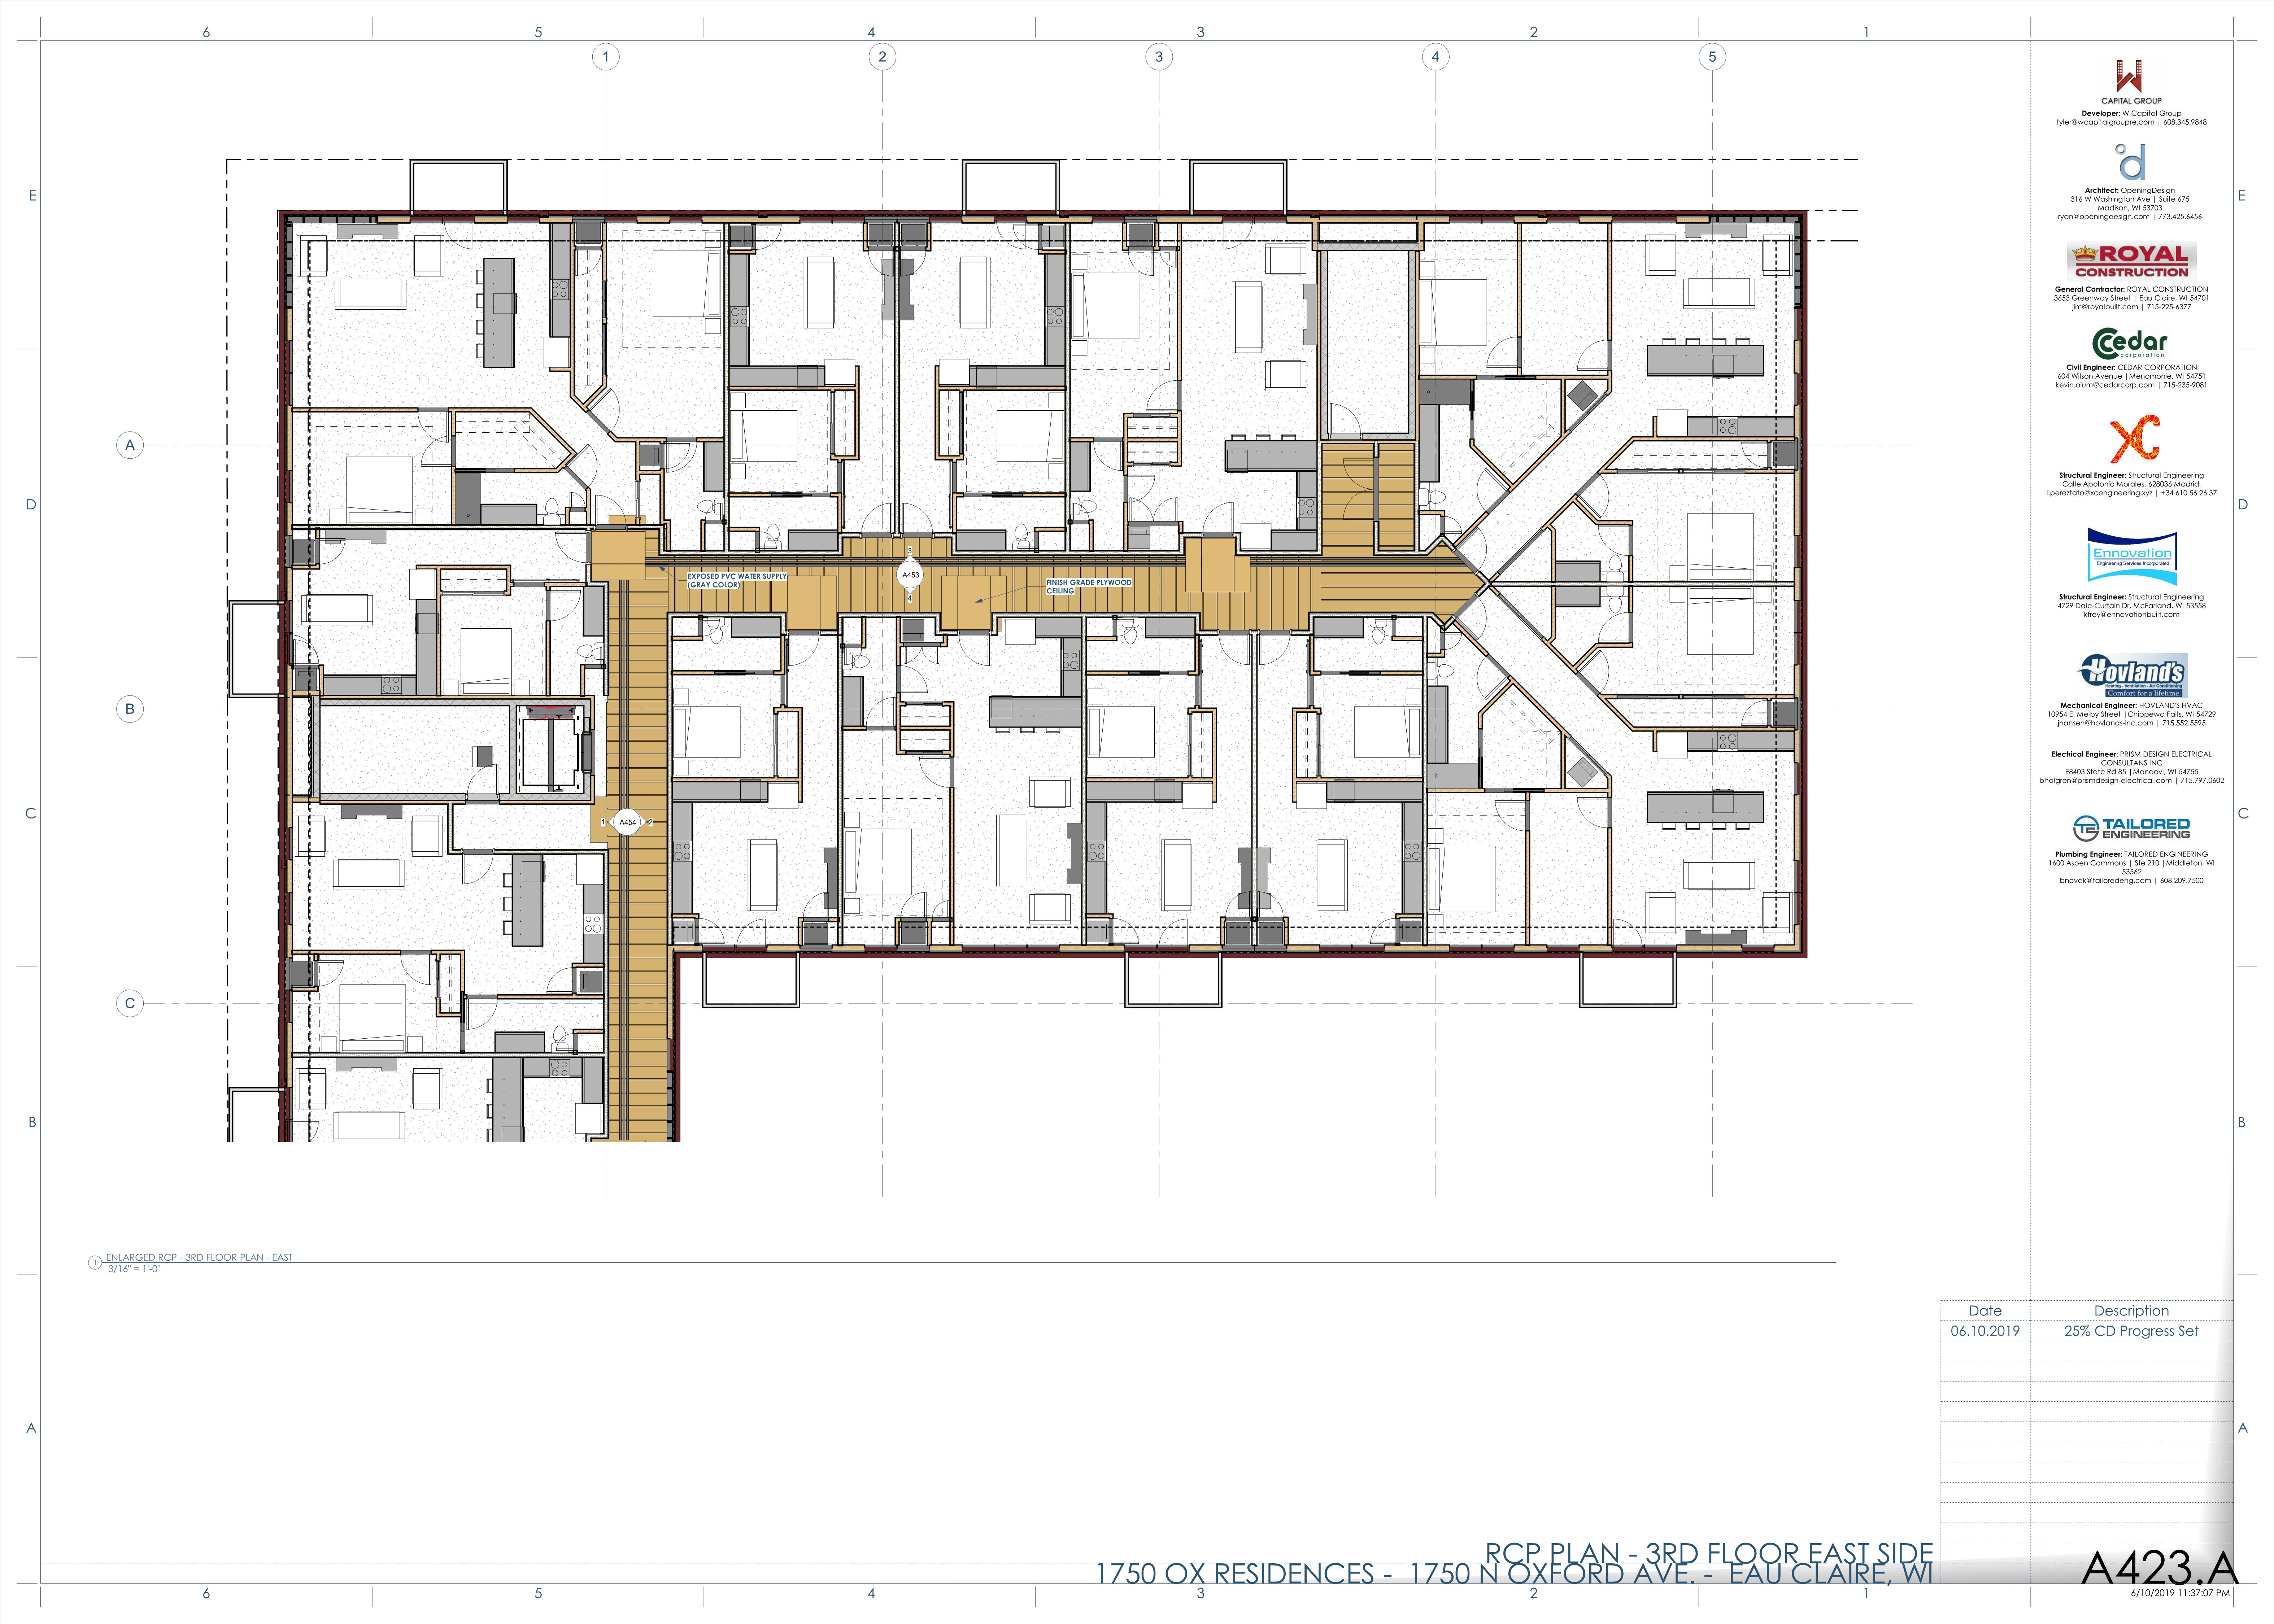 6 5 4 3 2 1
1 2 3 4 5
E E
A
D D
B
C C
C
B B
A A
3
A453
4
EXPOSED PVC WATER SUPPLY
(GRAY COLOR)
FINISH GRADE PLYWOOD
CEILING
1 A454 2
1 ENLARGED RCP - 3RD FLOOR PLAN - EAST
3/16" = 1'-0"
W
CAPITAL GROUP
Developer: W Capital Group
tyler@wcapitalgroupre.com | 608.345.9848
d
Architect: OpeningDesign
316 W Washington Ave | Suite 675
Madison, WI 53703
ryan@openingdesign.com | 773.425.6456
ROYAL
CONSTRUCTION
General Contractor: ROYAL CONSTRUCTION
3653 Greenway Street | Eau Claire, WI 54701
jim@royalbuilt.com | 715-225-6377
Cedar
corporation
Civil Engineer: CEDAR CORPORATION
604 Wilson Avenue |Menomonie, WI 54751
kevin.oium@cedarcorp.com | 715-235-9081
XC
Structural Engineer: Structural Engineering
Calle Apolonio Morales, 628036 Madrid,
l.pereztato@xcengineering.xyz | +34 610 56 26 37
Ennovation
Engineering Services Incorporated
Structural Engineer: Structural Engineering
4729 Dale-Curtain Dr, McFarland, WI 53558
kfrey@ennovationbuilt.com
Hovland's
Heating - Ventilation - Air Conditioning
Comfort for a lifetime
Mechanical Engineer: HOVLAND'S HVAC
10954 E. Melby Street |Chippewa Falls, WI 54729
jhansen@hovlands-inc.com | 715.552.5595
Electrical Engineer: PRISM DESIGN ELECTRICAL
CONSULTANS INC
E8403 State Rd 85 |Mondovi, WI 54755
bhalgren@prismdesign-electrical.com | 715.797.0602
TE TAILORED
ENGINEERING
Plumbing Engineer: TAILORED ENGINEERING
1600 Aspen Commons | Ste 210 |Middleton, WI
53562
bnovak@tailoredeng.com | 608.209.7500
Date Description
06.10.2019 25% CD Progress Set
RCP PLAN - 3RD FLOOR EAST SIDE
1750 OX RESIDENCES - 1750 N OXFORD AVE. - EAU CLAIRE, WI
A423.A
6/10/2019 11:37:07 PM
6 5 4 3 2 1